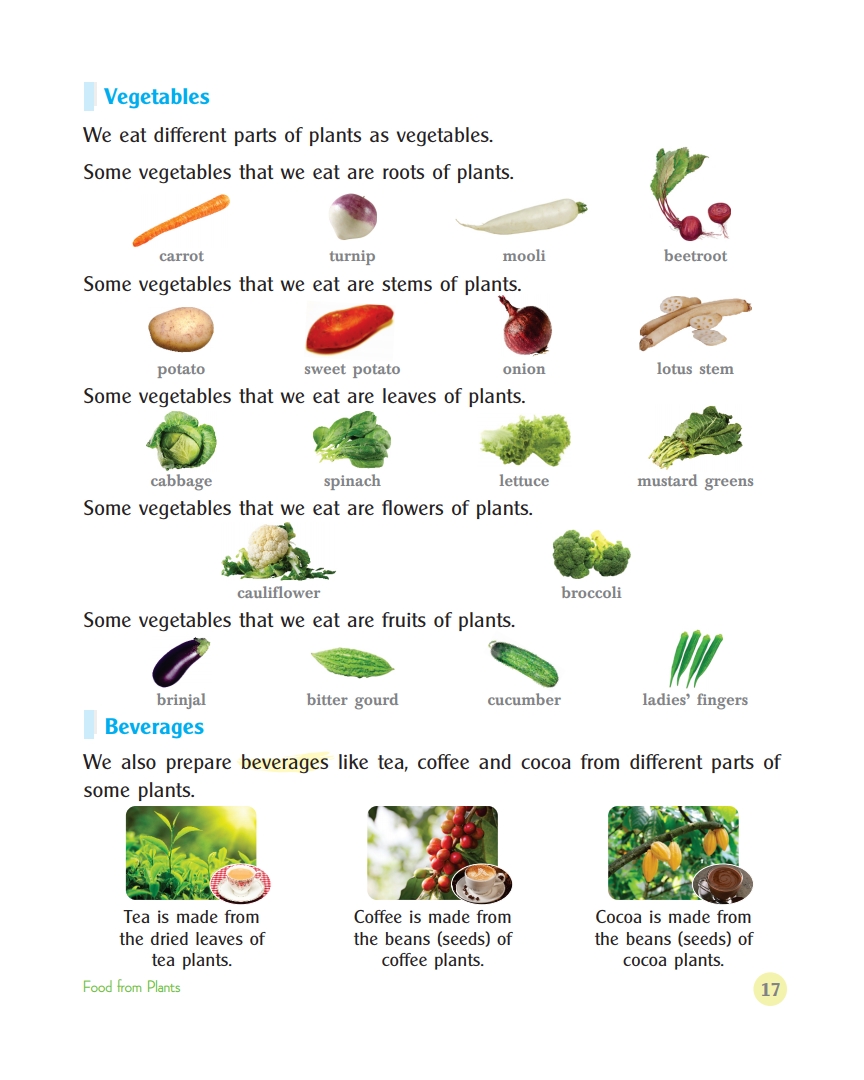 Vegetables
We eat different parts of plants as vegetables.
Some vegetables that we eat are roots of plants.
carrot
turnip
mooli
beetroot
Some vegetables that we eat are stems of plants.
potato
sweet potato
onion
lotus stem
Some vegetables that we eat are leaves of plants.
cabbage
spinach
lettuce
mustard greens
Some vegetables that we eat are flowers of plants.
cauliflower
broccoli
Some vegetables that we eat are fruits of plants.
brinjal
bitter gourd
cucumber
ladies’ fingers
Beverages
We also prepare beverages like tea, coffee and cocoa from different parts of
some plants.
Tea is made from
the dried leaves of
tea plants.
Coffee is made from
the beans (seeds) of
coffee plants.
Cocoa is made from
the beans (seeds) of
cocoa plants.
Food from Plants
17